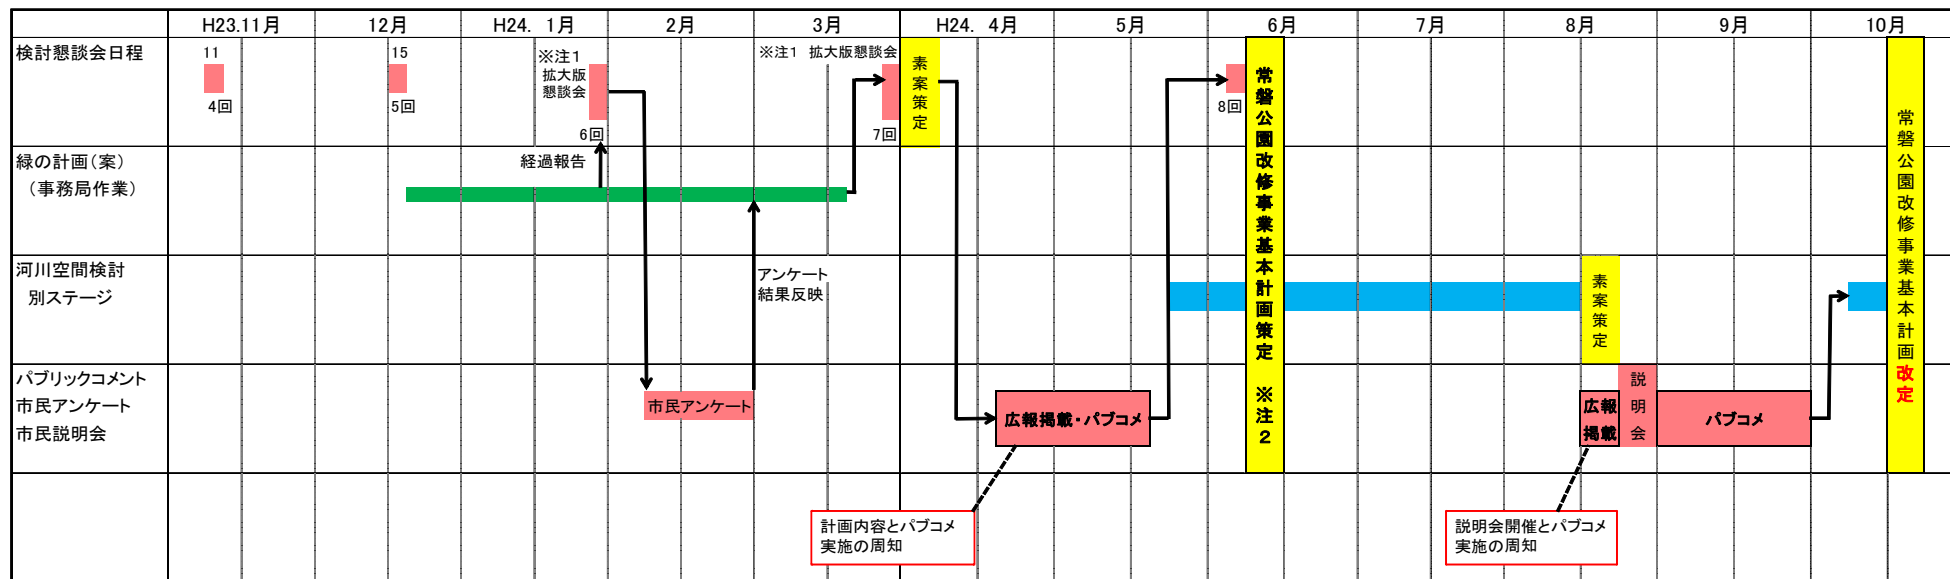 H23.11月 12月 H24. 1月 2月 3月 H24. 4月 5月 6月 7月 8月 9月 10月
検討懇談会日程
11
4回
15
5回
※注1
拡大版
懇談会
6回
※注1 拡大版懇談会
7回
素案策定
8回
常磐公園改修事業基本計画策定 ※注2
常磐公園改修事業基本計画改定
緑の計画(案)
(事務局作業)
経過報告
河川空間検討
別ステージ
アンケート
結果反映
素案策定
パブリックコメント
市民アンケート
市民説明会
市民アンケート
広報掲載・パブコメ
広報
掲載
説明会
パブコメ
計画内容とパブコメ
実施の周知
説明会開催とパブコメ
実施の周知